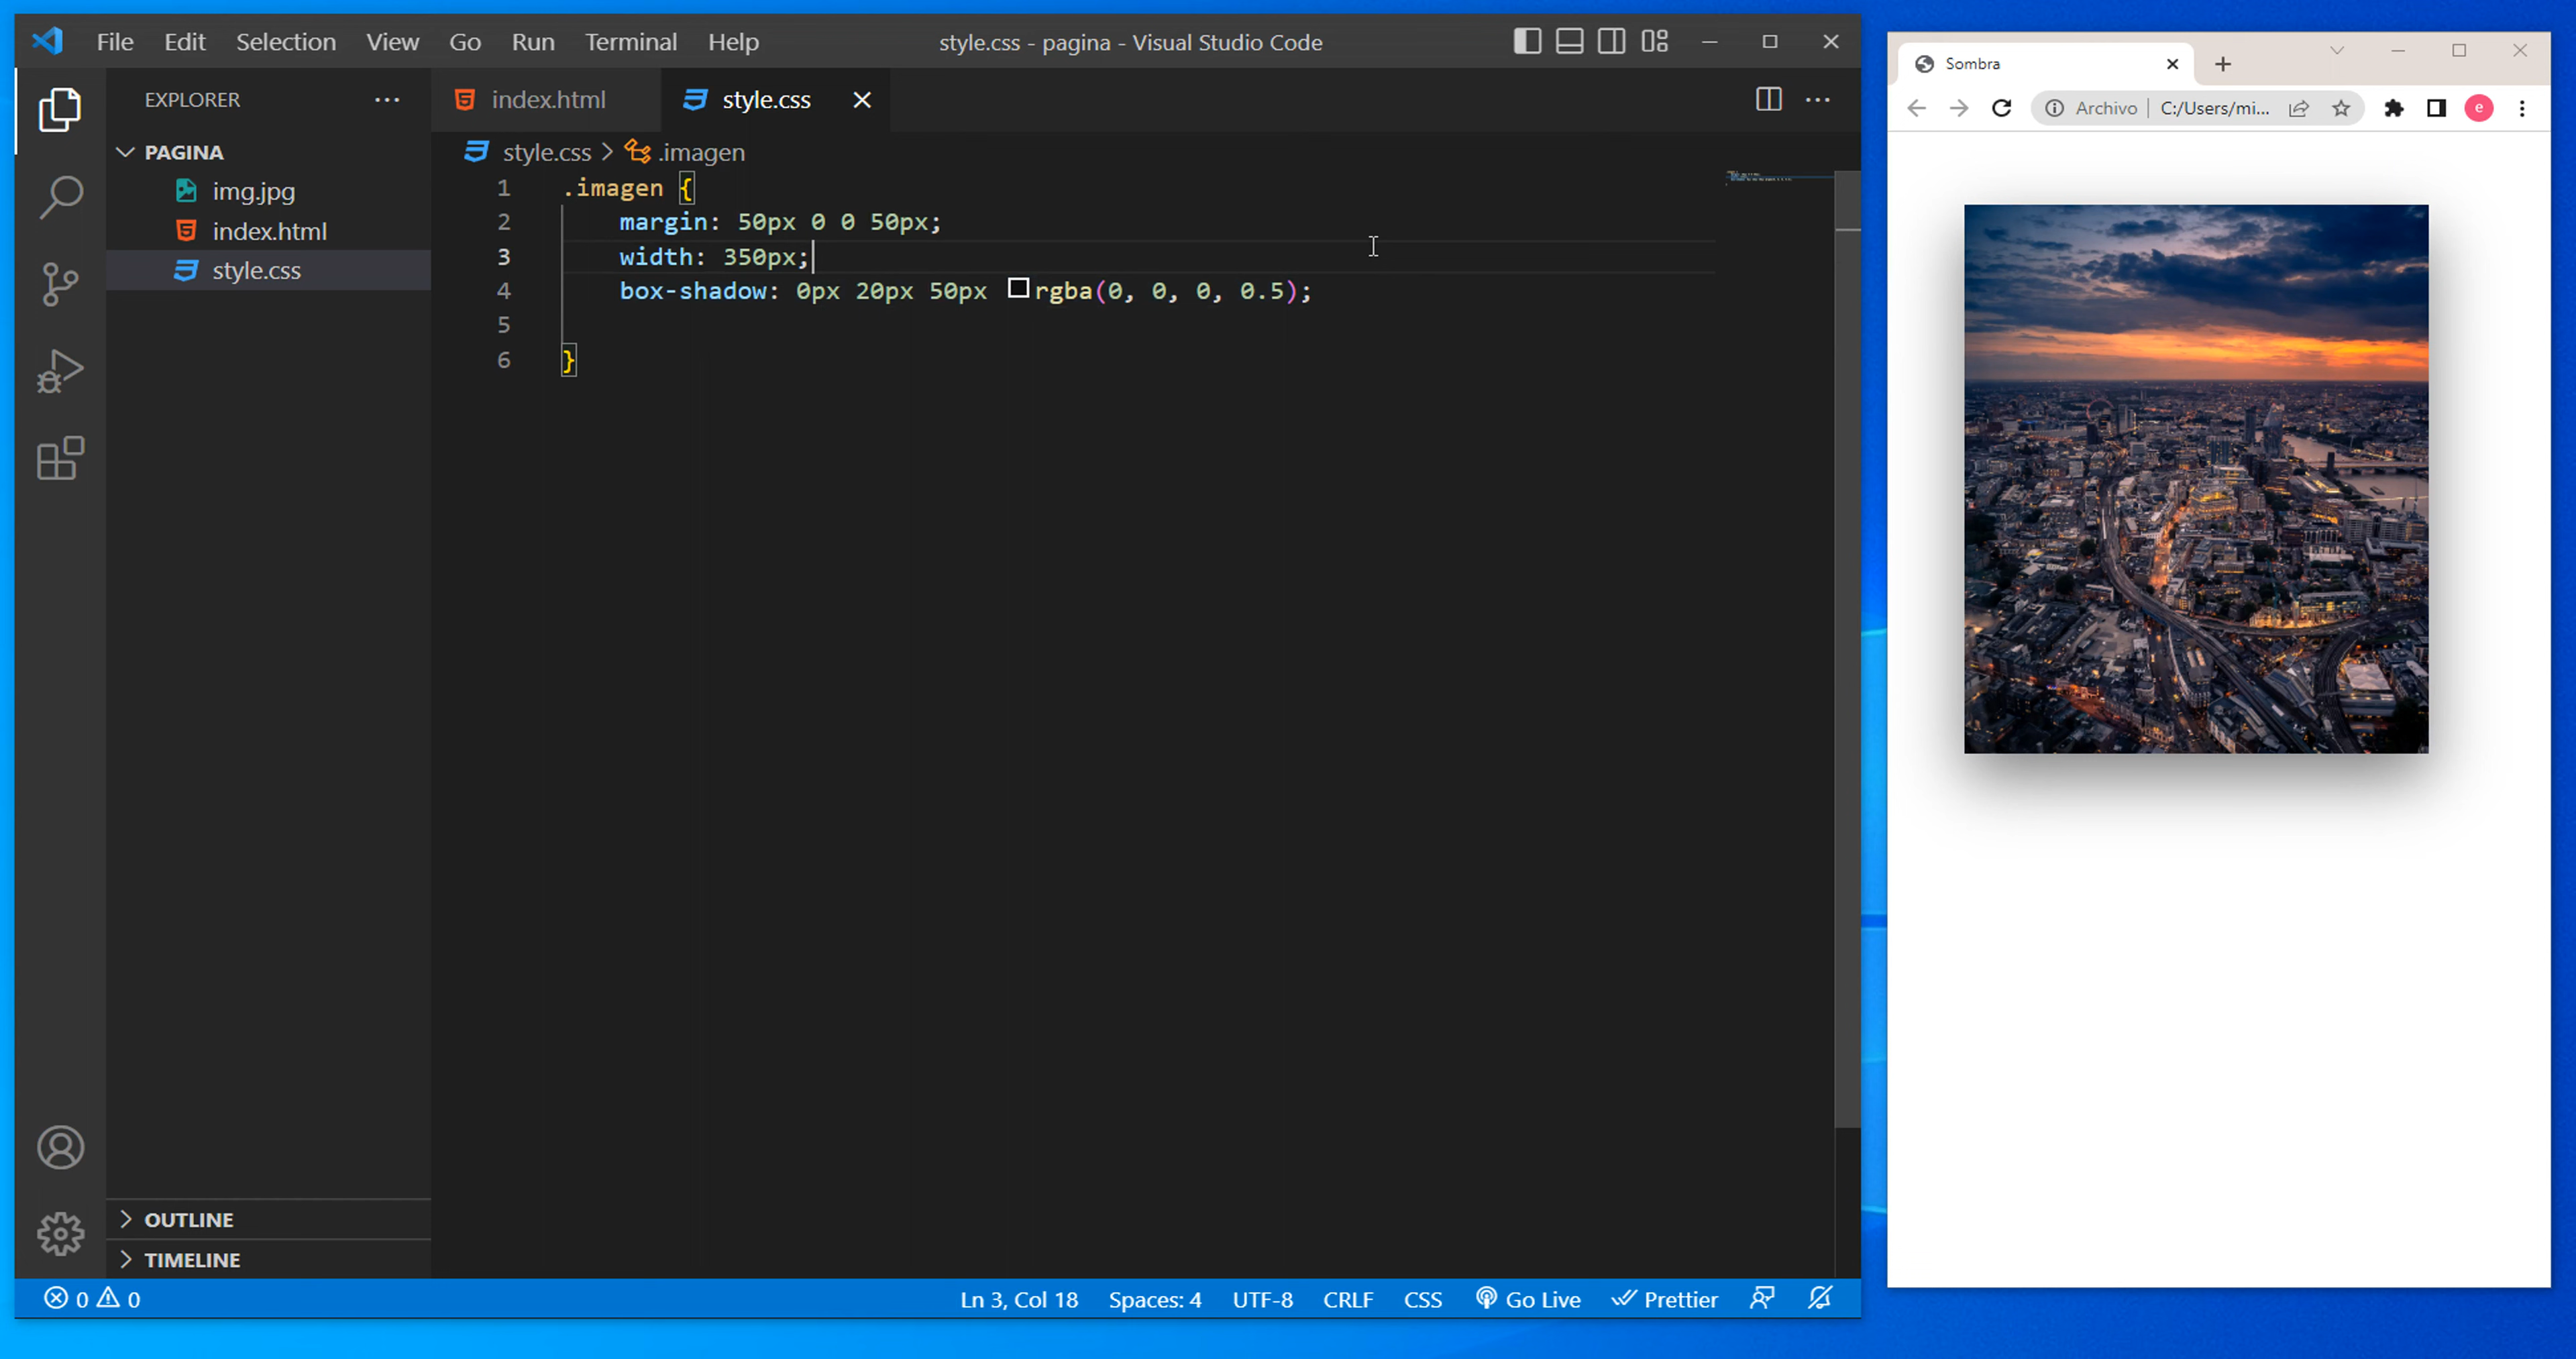 File Edit Selection View Go Run Terminal Help
style.css - pagina - Visual Studio Code
EXPLORER
PAGINA
img.jpg
index.html
style.css
OUTLINE
TIMELINE
index.html
style.css
style.css > .imagen
1 .imagen {
2 margin: 50px 0 0 50px;
3 width: 350px;
4 box-shadow: 0px 20px 50px rgba(0, 0, 0, 0.5);
5
6 }
0 0
Ln 3, Col 18 Spaces: 4 UTF-8 CRLF CSS Go Live Prettier
Sombra
Archivo | C:/Users/mi... e